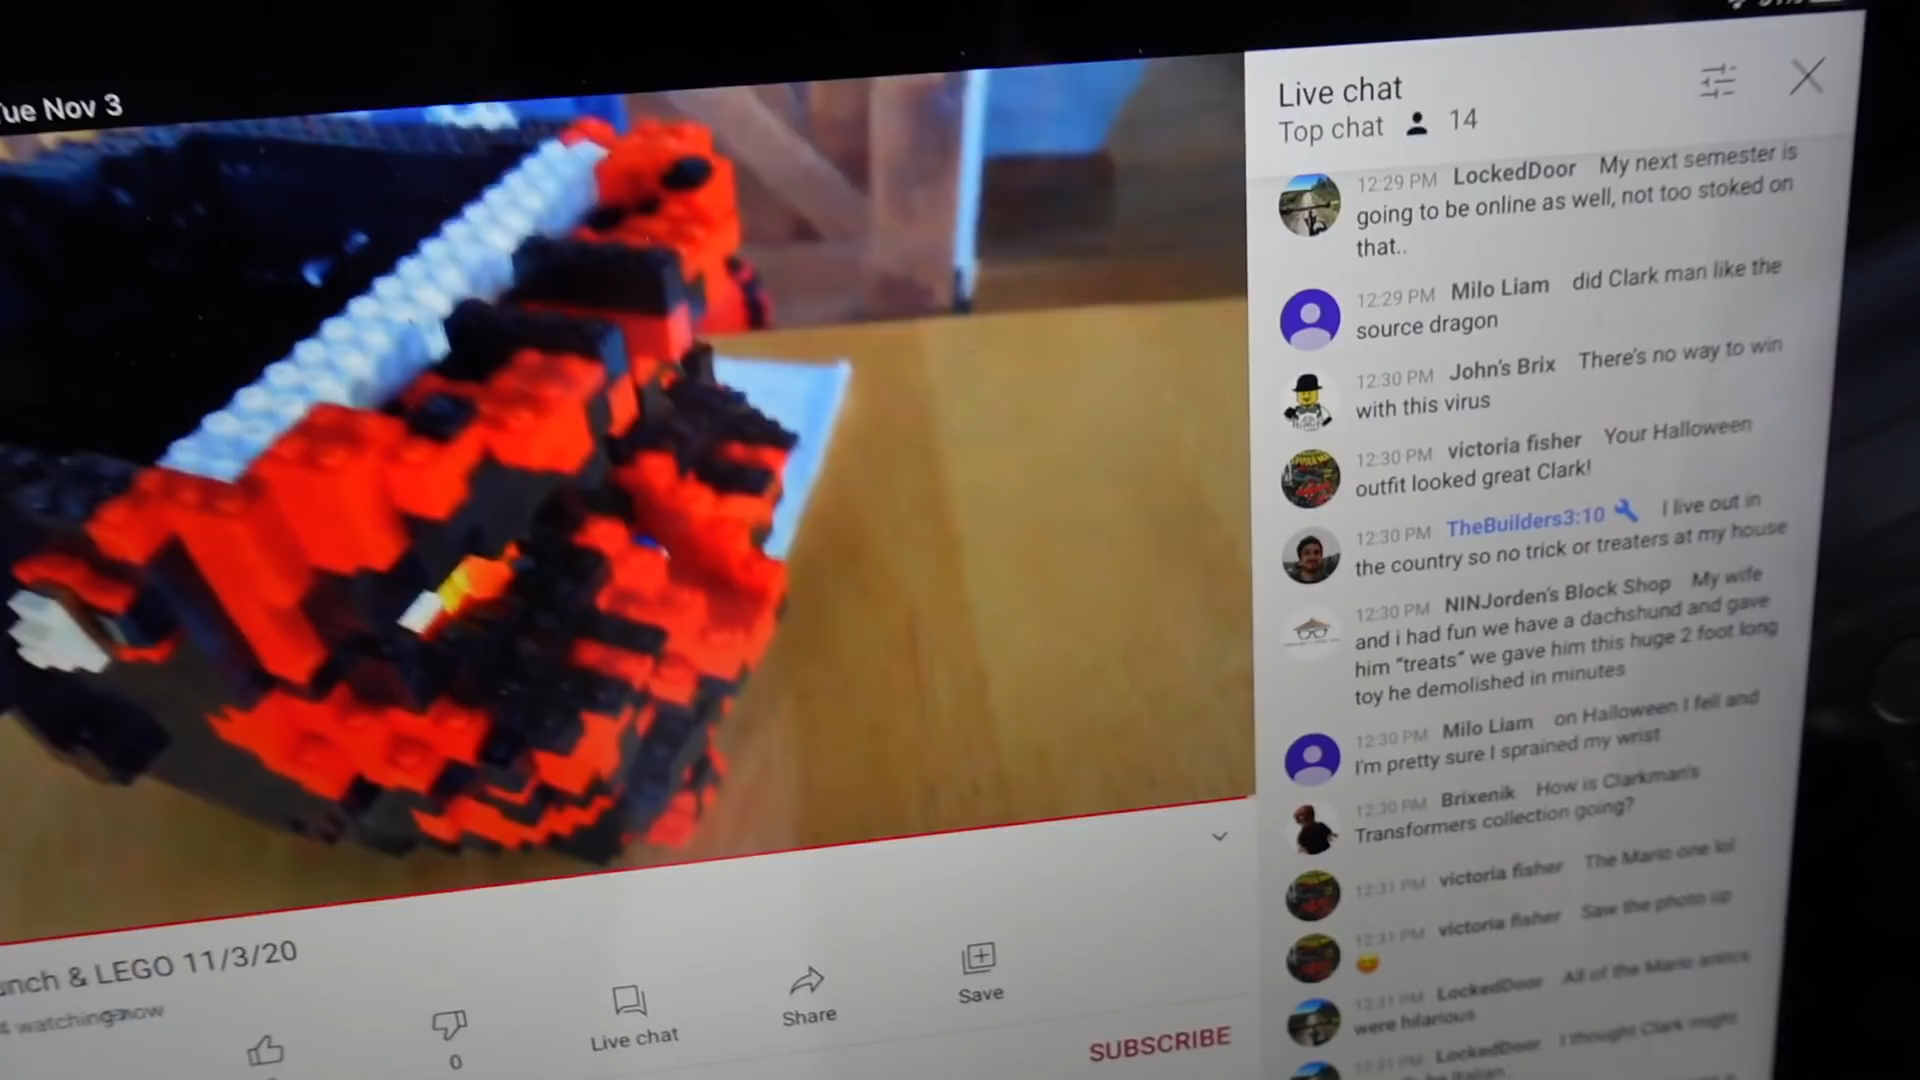 Tue Nov 3
Live chat
Top chat 14
12:29 PM LockedDoor My next semester is
going to be online as well, not too stoked on
that..
12:29 PM Milo Liam did Clark man like the
source dragon
12:30 PM John's Brix There's no way to win
with this virus
12:30 PM victoria fisher Your Halloween
outfit looked great Clark!
12:30 PM TheBuilders3:10 I live out in
the country so no trick or treaters at my house
12:30 PM NINJorden's Block Shop My wife
and i had fun we have a dachshund and gave
him "treats" we gave him this huge 2 foot long
toy he demolished in minutes
12:30 PM Milo Liam on Halloween I fell and
I'm pretty sure I sprained my wrist
12:30 PM Brixenik How is Clarkman's
Transformers collection going?
12:31 PM victoria fisher The Mario one lol
12:31 PM victoria fisher Saw the photo up
😄
12:31 PM LockedDoor All of the Mario antics
were hilarious
12:31 PM LockedDoor I thought Clark might
be Italian
unch & LEGO 11/3/20
watching now
0
Live chat
Share
Save
SUBSCRIBE